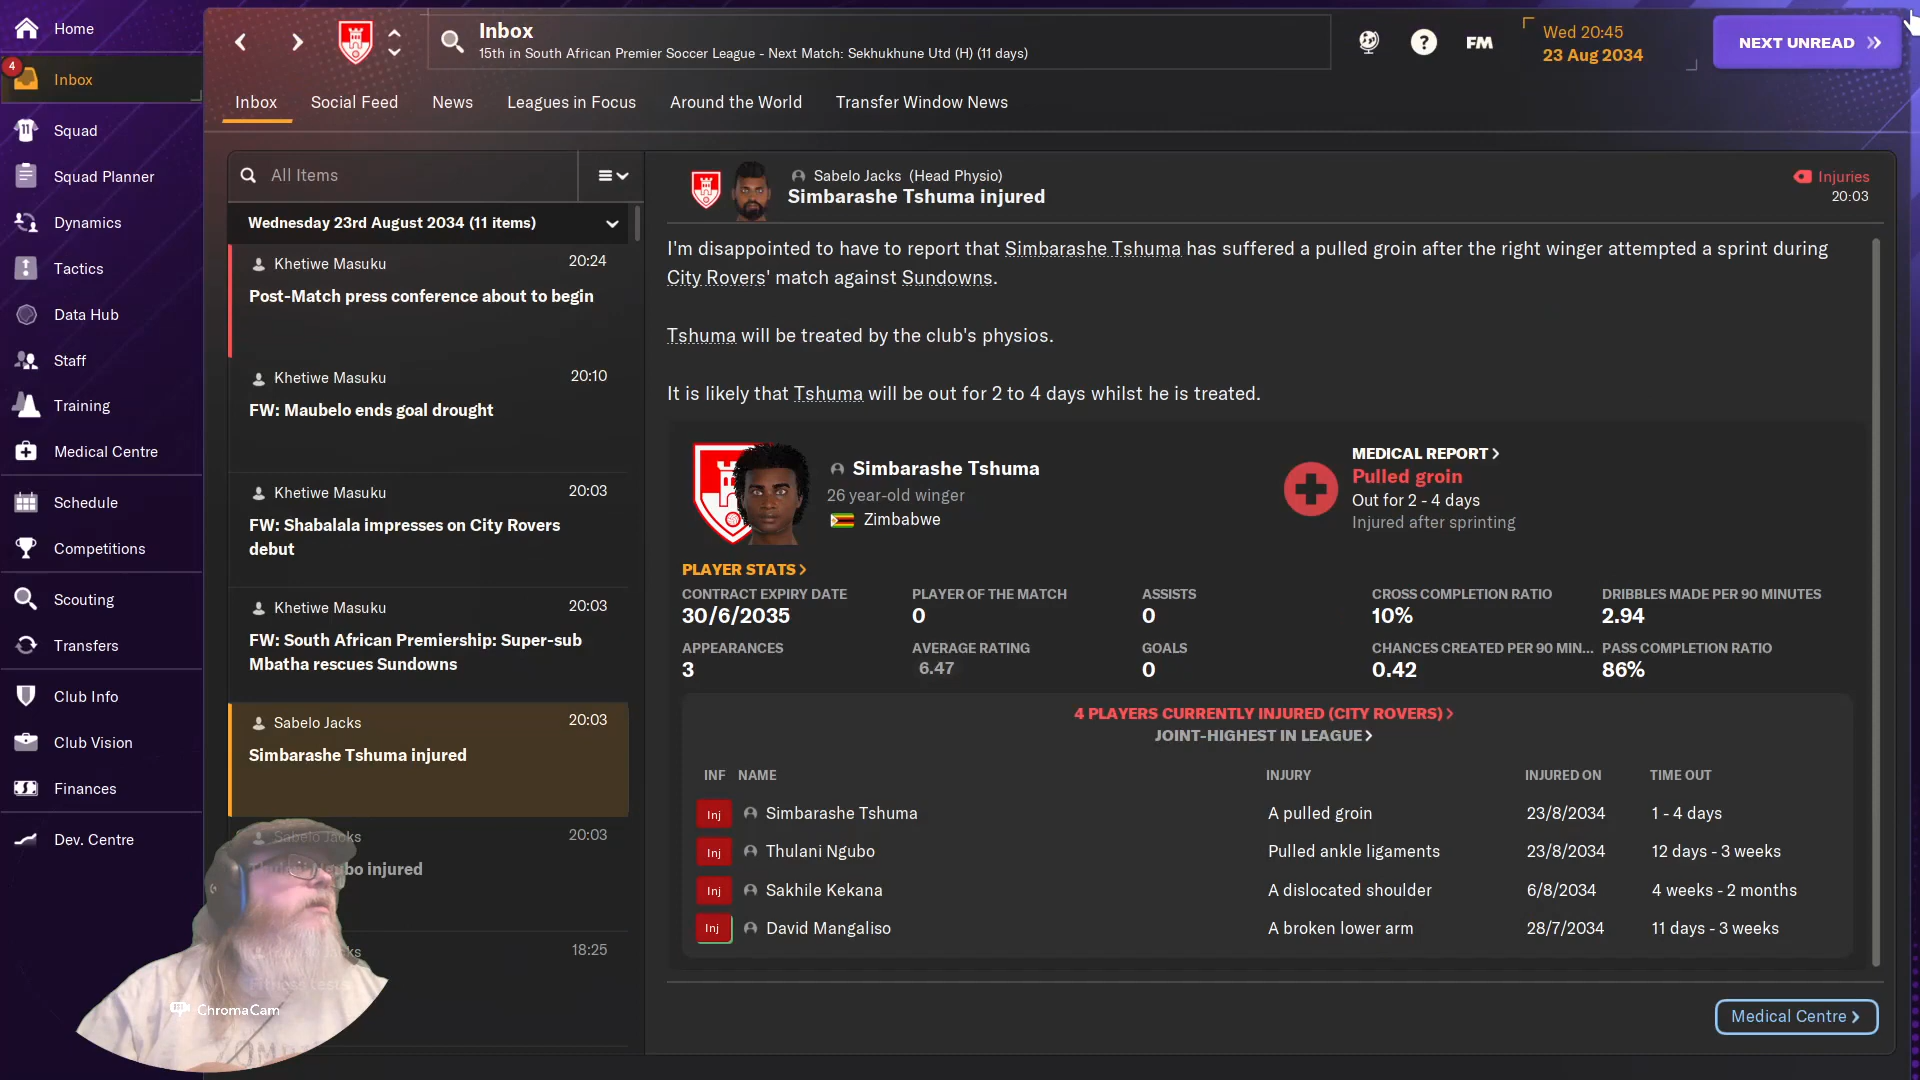 Home
4
Inbox
Squad
Squad Planner
Dynamics
Tactics
Data Hub
Staff
Training
Medical Centre
Schedule
Competitions
Scouting
Transfers
Club Info
Club Vision
Finances
Dev. Centre
Inbox
15th in South African Premier Soccer League - Next Match: Sekhukhune Utd (H) (11 days)
?
FM
Wed 20:45
23 Aug 2034
NEXT UNREAD
Inbox
Social Feed
News
Leagues in Focus
Around the World
Transfer Window News
All Items
Wednesday 23rd August 2034 (11 items)
Khetiwe Masuku 20:24
Post-Match press conference about to begin
Khetiwe Masuku 20:10
FW: Maubelo ends goal drought
Khetiwe Masuku 20:03
FW: Shabalala impresses on City Rovers
debut
Khetiwe Masuku 20:03
FW: South African Premiership: Super-sub
Mbatha rescues Sundowns
Sabelo Jacks 20:03
Simbarashe Tshuma injured
Sabelo Jacks 20:03
injured
18:25
Fitness tests
ChromaCam
Sabelo Jacks (Head Physio)
Simbarashe Tshuma injured
Injuries
20:03
I'm disappointed to have to report that Simbarashe Tshuma has suffered a pulled groin after the right winger attempted a sprint during
City Rovers' match against Sundowns.
Tshuma will be treated by the club's physios.
It is likely that Tshuma will be out for 2 to 4 days whilst he is treated.
Simbarashe Tshuma
26 year-old winger
Zimbabwe
MEDICAL REPORT
Pulled groin
Out for 2 - 4 days
Injured after sprinting
PLAYER STATS
CONTRACT EXPIRY DATE PLAYER OF THE MATCH ASSISTS CROSS COMPLETION RATIO DRIBBLES MADE PER 90 MINUTES
30/6/2035 0 0 10% 2.94
APPEARANCES AVERAGE RATING GOALS CHANCES CREATED PER 90 MIN... PASS COMPLETION RATIO
3 6.47 0 0.42 86%
4 PLAYERS CURRENTLY INJURED (CITY ROVERS)
JOINT-HIGHEST IN LEAGUE
INF NAME INJURY INJURED ON TIME OUT
Inj Simbarashe Tshuma A pulled groin 23/8/2034 1 - 4 days
Inj Thulani Ngubo Pulled ankle ligaments 23/8/2034 12 days - 3 weeks
Inj Sakhile Kekana A dislocated shoulder 6/8/2034 4 weeks - 2 months
Inj David Mangaliso A broken lower arm 28/7/2034 11 days - 3 weeks
Medical Centre